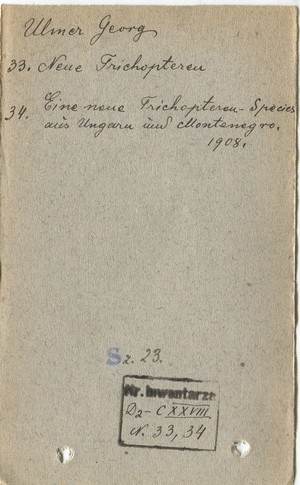 Ulmer Georg
33. Neue Trichopteren
34. Eine neue Trichopteren-Species
aus Ungarn und Montenegro.
1908.
Sz. 23.
Nr. Inwentarza
D2-CXXVIII
N. 33, 34